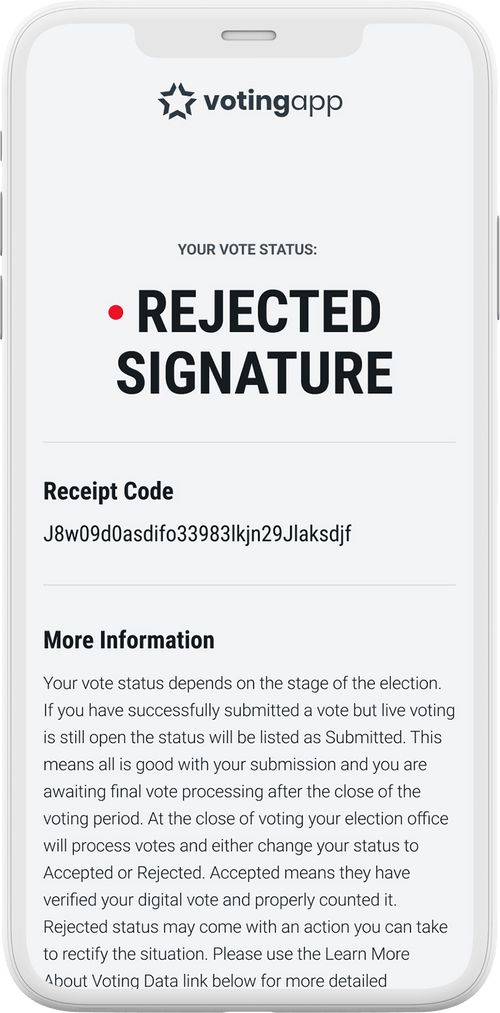 votingapp
YOUR VOTE STATUS:
REJECTED
SIGNATURE
Receipt Code
J8w09d0asdifo33983lkjn29Jlaksdjf
More Information
Your vote status depends on the stage of the election.
If you have successfully submitted a vote but live voting
is still open the status will be listed as Submitted. This
means all is good with your submission and you are
awaiting final vote processing after the close of the
voting period. At the close of voting your election office
will process votes and either change your status to
Accepted or Rejected. Accepted means they have
verified your digital vote and properly counted it.
Rejected status may come with an action you can take
to rectify the situation. Please use the Learn More
About Voting Data link below for more detailed